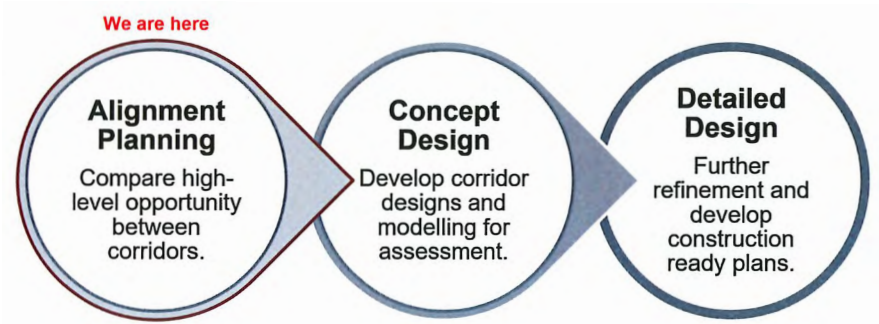 We are here
Alignment
Planning
Compare high-
level opportunity
between
corridors.
Concept
Design
Develop corridor
designs and
modelling for
assessment.
Detailed
Design
Further
refinement and
develop
construction
ready plans.